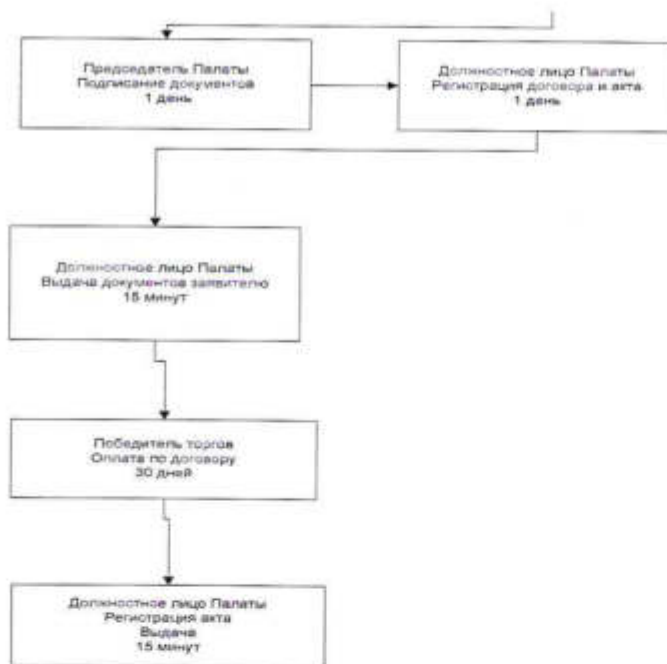 Председатель Палаты
Подписание документов
1 день
Должностное лицо Палаты
Регистрация договора и акта
1 день
Должностное лицо Палаты
Выдача документов заявителю
15 минут
Победитель торгов
Оплата по договору
30 дней
Должностное лицо Палаты
Регистрация акта
Выдача
15 минут